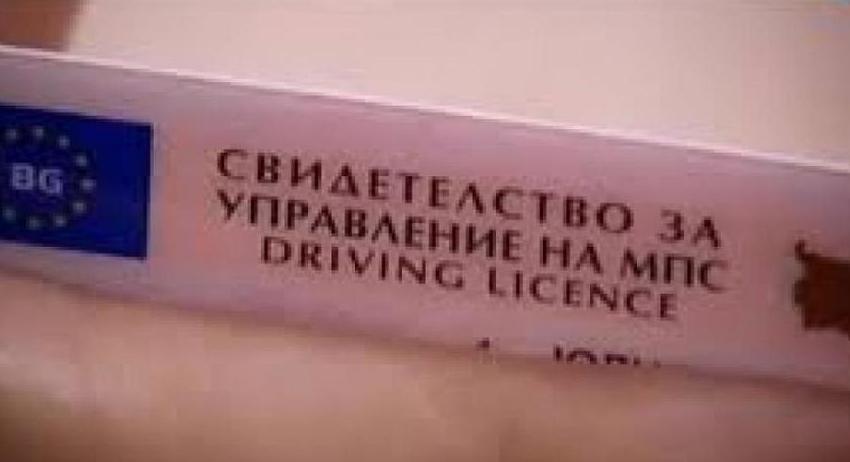 BG
СВИДЕТЕЛСТВО ЗА
УПРАВЛЕНИЕ НА МПС
DRIVING LICENCE